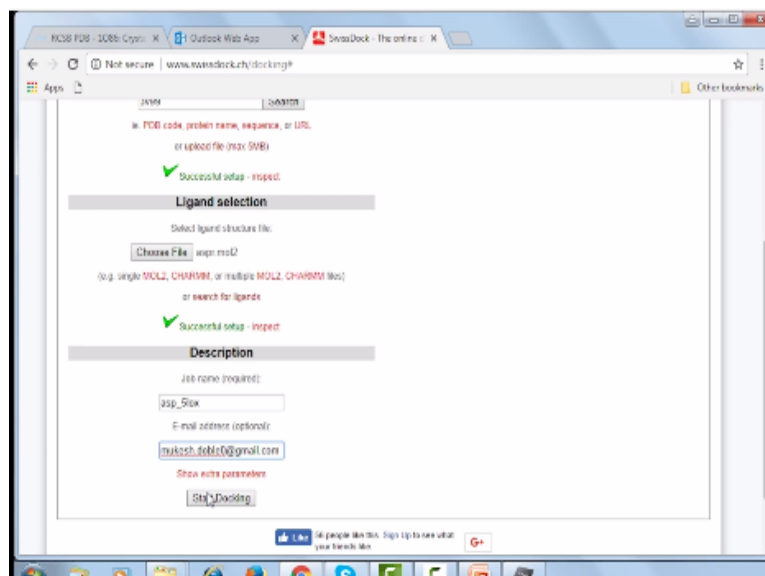 RCSB PDB - 1O86: Cryst
Outlook Web App
SwissDock - The online d
Not secure | www.swissdock.ch/docking#
Apps
Other bookmarks
Search
ie. PDB code, protein name, sequence, or URL
or upload file (max 5MB)
Successful setup - inspect
Ligand selection
Select ligand structure file:
Choose File aspr.mol2
(e.g. single MOL2, CHARMM, or multiple MOL2, CHARMM files)
or search for ligands
Successful setup - inspect
Description
Job name (required):
asp_5lox
E-mail address (optional):
mukesh.doble0@gmail.com
Show extra parameters
Start Docking
Like
56 people like this. Sign Up to see what
your friends like.
G+